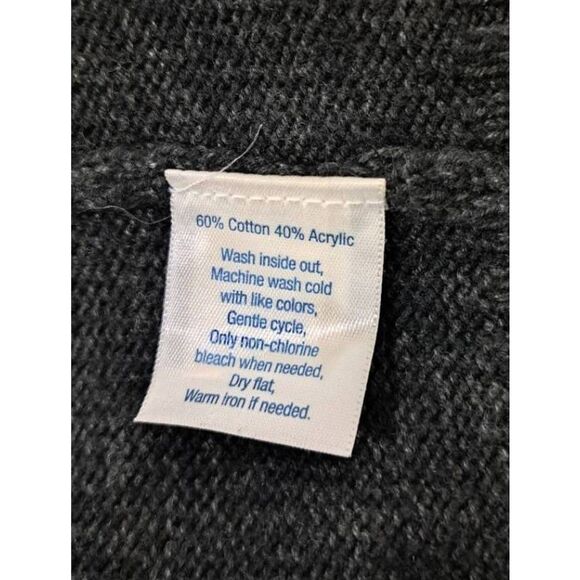 60% Cotton 40% Acrylic
Wash inside out,
Machine wash cold
with like colors,
Gentle cycle,
Only non-chlorine
bleach when needed,
Dry flat,
Warm iron if needed.